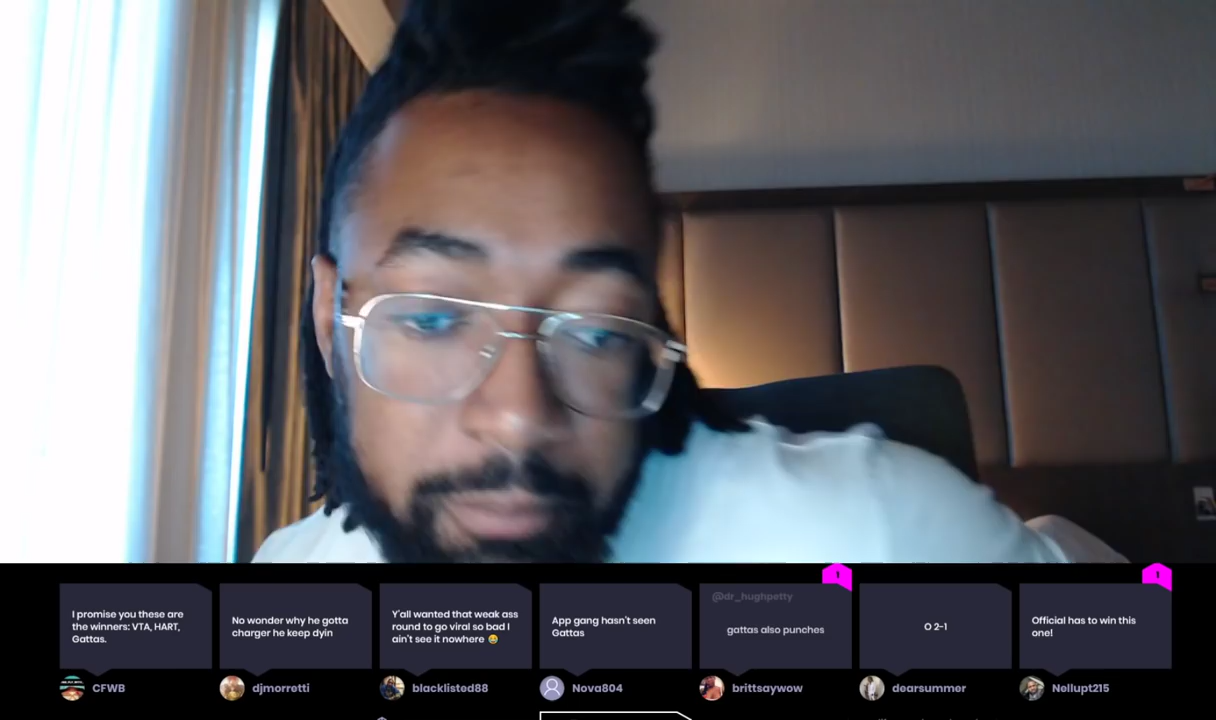 1
1
@dr_hughpetty
I promise you these are
the winners: VTA, HART,
Gattas.
No wonder why he gotta
charger he keep dyin
Y'all wanted that weak ass
round to go viral so bad I
ain't see it nowhere 😂
App gang hasn't seen
Gattas
gattas also punches
O 2-1
Official has to win this
one!
CFWB
djmorretti
blacklisted88
Nova804
brittsaywow
dearsummer
Nellupt215